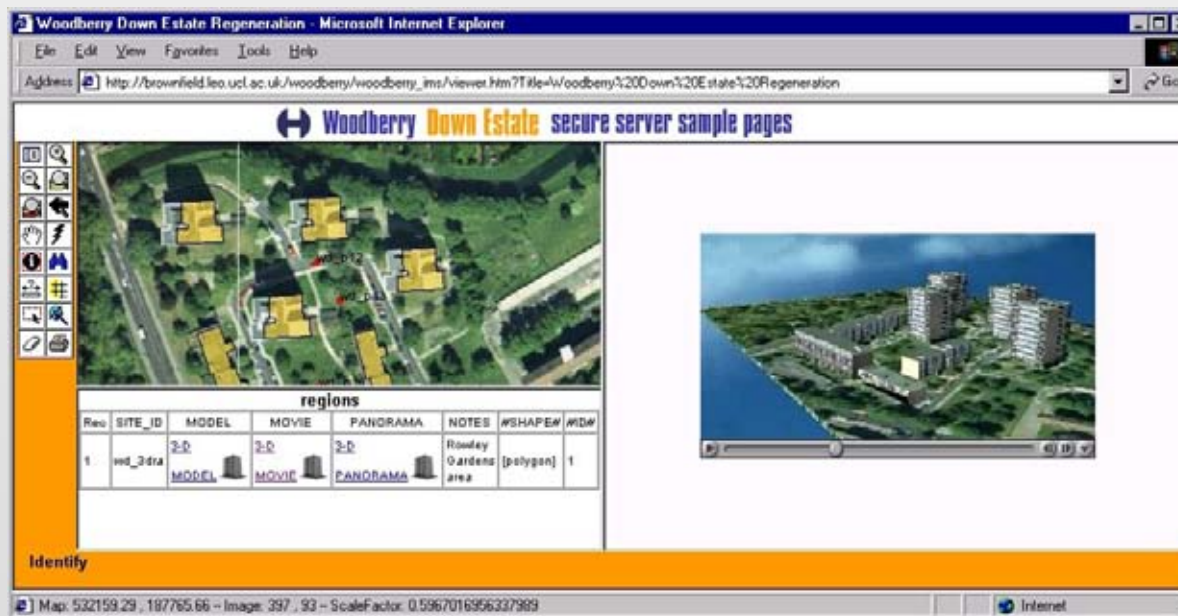 Woodberry Down Estate Regeneration - Microsoft Internet Explorer
File Edit View Favorites Tools Help
Address http://brownfield.leo.ucl.ac.uk/woodberry/woodberry_ims/viewer.htm?Title=Woodberry%20Down%20Estate%20Regeneration Go
Woodberry Down Estate secure server sample pages
wd_p12
regions
Rec SITE_ID MODEL MOVIE PANORAMA NOTES #SHAPE# #ID#
1 wd_3dra 3-D MODEL 3-D MOVIE 3-D PANORAMA Rowley Gardens area [polygon] 1
Identify
Map: 532159.29 , 187765.66 -- Image: 397 , 93 -- ScaleFactor: 0.5967016956337989
Internet